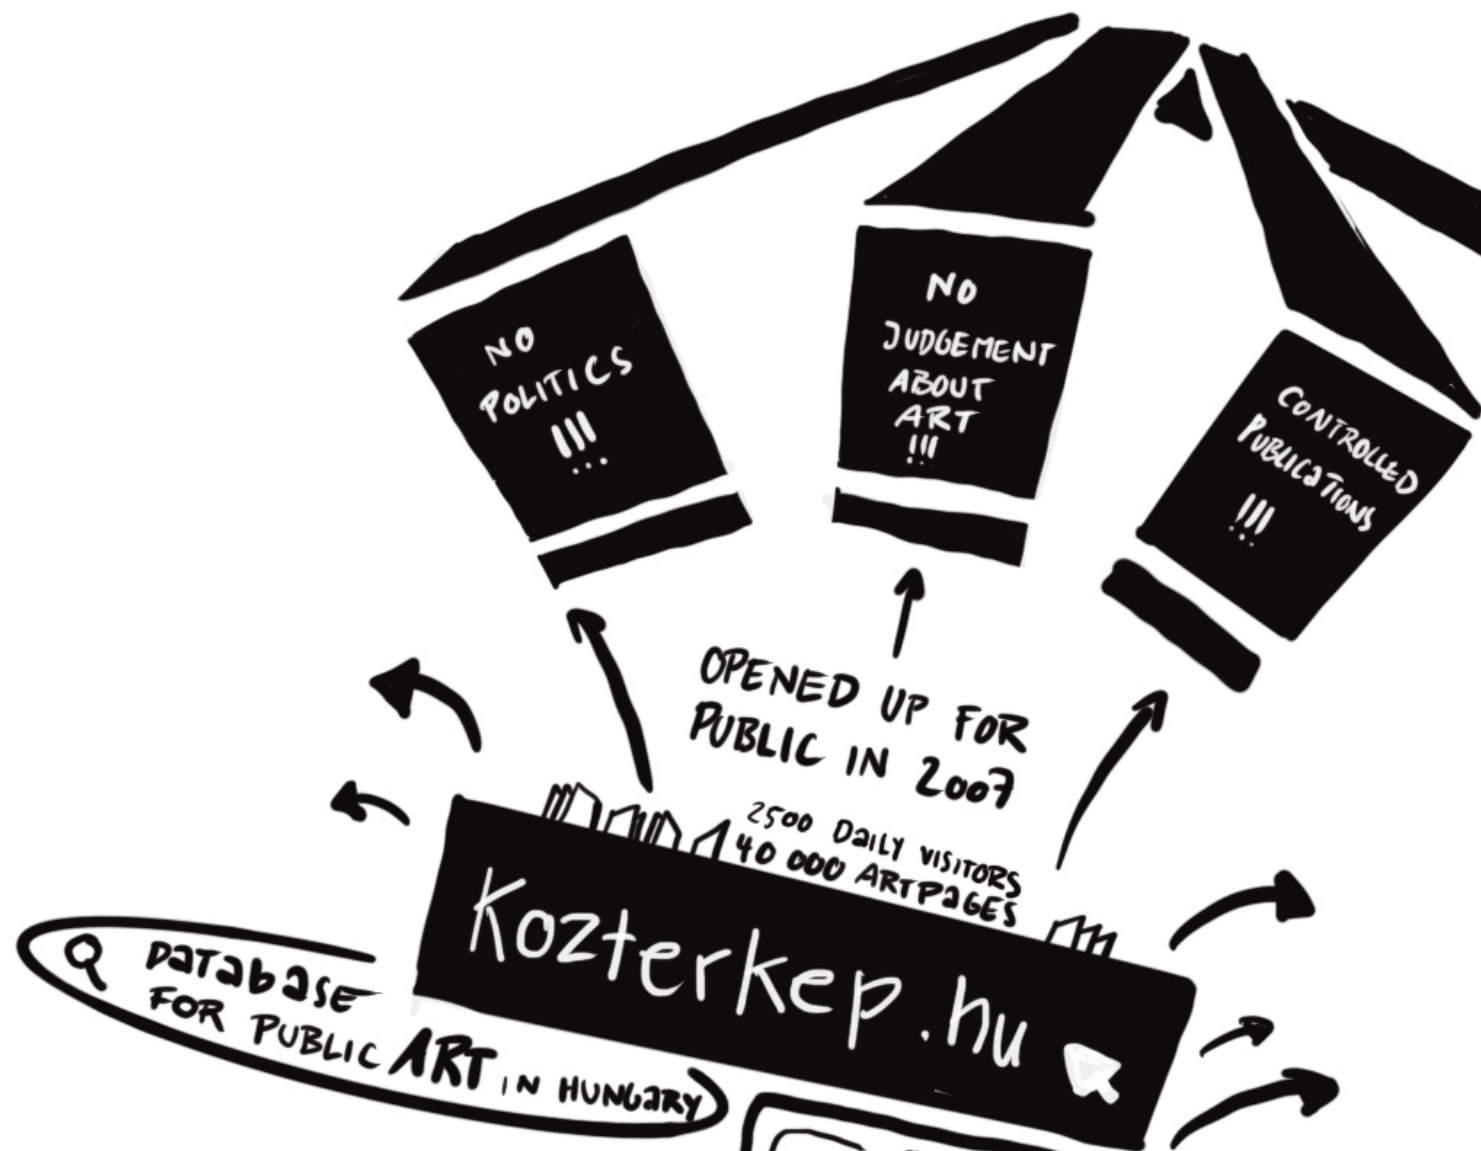 NO
POLITICS
!!!
NO
JUDGEMENT
ABOUT
ART
!!!
CONTROLLED
PUBLICATIONS
!!!
OPENED UP FOR
PUBLIC IN 2007
2500 DAILY VISITORS
40 000 ARTPAGES
Kozterkep.hu
DATABASE
FOR PUBLIC ART IN HUNGARY